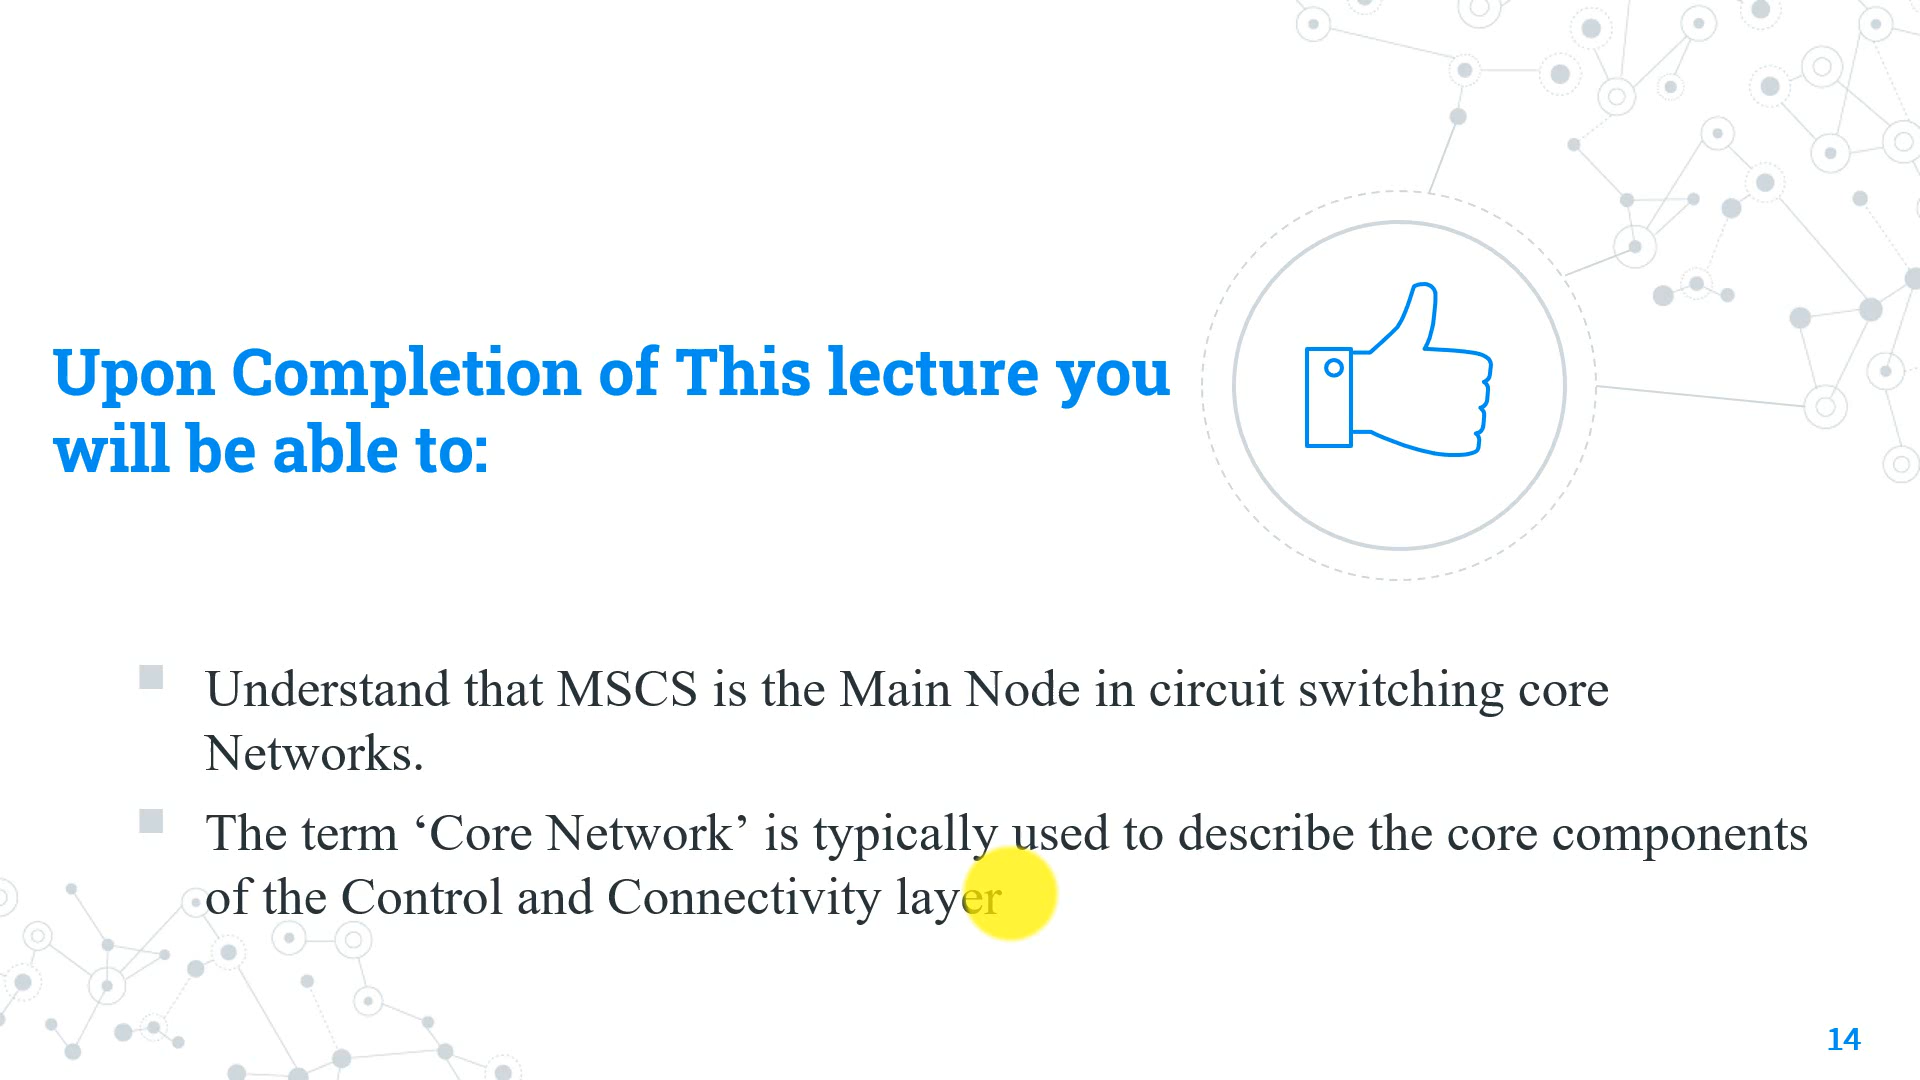 Upon Completion of This lecture you
will be able to:
Understand that MSCS is the Main Node in circuit switching core
Networks.
The term ‘Core Network’ is typically used to describe the core components
of the Control and Connectivity layer
14